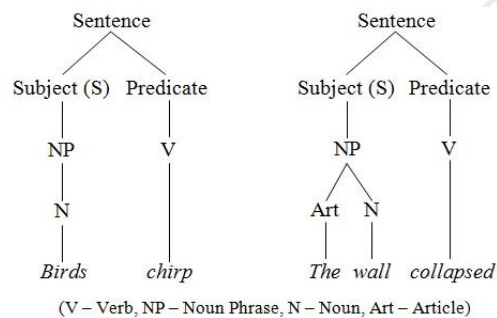 Sentence Sentence
Subject (S) Predicate Subject (S) Predicate
NP V NP V
N Art N
Birds chirp The wall collapsed
(V – Verb, NP – Noun Phrase, N – Noun, Art – Article)